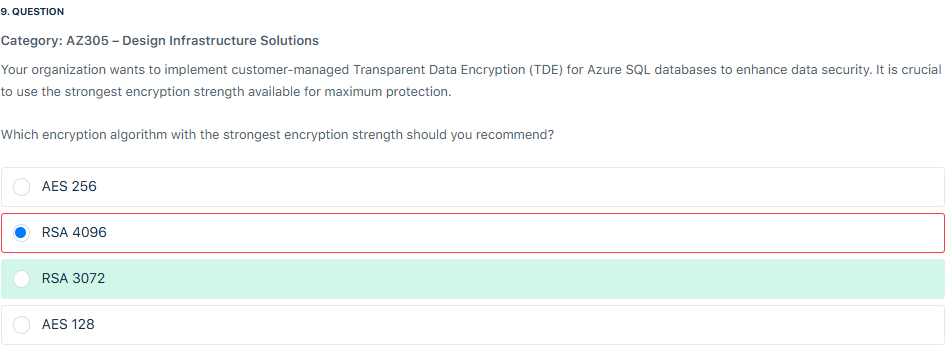 9. QUESTION
Category: AZ305 – Design Infrastructure Solutions
Your organization wants to implement customer-managed Transparent Data Encryption (TDE) for Azure SQL databases to enhance data security. It is crucial
to use the strongest encryption strength available for maximum protection.
Which encryption algorithm with the strongest encryption strength should you recommend?
AES 256
RSA 4096
RSA 3072
AES 128